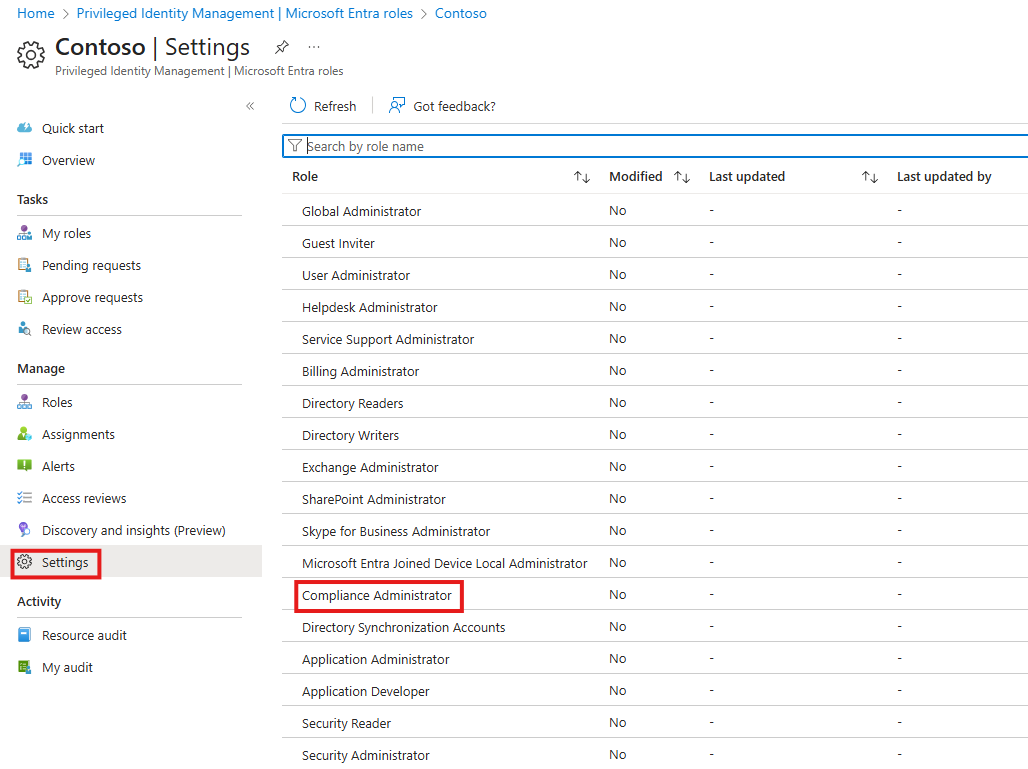 Home > Privileged Identity Management | Microsoft Entra roles > Contoso
Contoso | Settings
Privileged Identity Management | Microsoft Entra roles
Quick start
Overview
Tasks
My roles
Pending requests
Approve requests
Review access
Manage
Roles
Assignments
Alerts
Access reviews
Discovery and insights (Preview)
Settings
Activity
Resource audit
My audit
Refresh | Got feedback?
Search by role name
Role Modified Last updated Last updated by
Global Administrator No - -
Guest Inviter No - -
User Administrator No - -
Helpdesk Administrator No - -
Service Support Administrator No - -
Billing Administrator No - -
Directory Readers No - -
Directory Writers No - -
Exchange Administrator No - -
SharePoint Administrator No - -
Skype for Business Administrator No - -
Microsoft Entra Joined Device Local Administrator No - -
Compliance Administrator No - -
Directory Synchronization Accounts No - -
Application Administrator No - -
Application Developer No - -
Security Reader No - -
Security Administrator No - -